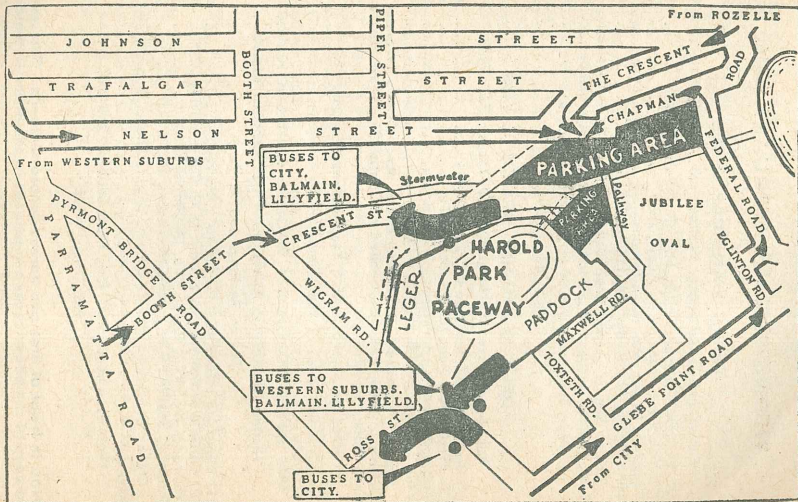 From ROZELLE
JOHNSON STREET
TRAFALGAR STREET
NELSON STREET
BOOTH STREET
PIPER STREET
THE CRESCENT
CHAPMAN ROAD
From WESTERN SUBURBS
PARKING AREA
BUSES TO
CITY,
BALMAIN,
LILYFIELD.
Stormwater
PARKING
AREA
Pathway
FEDERAL ROAD
JUBILEE
OVAL
PYRMONT BRIDGE ROAD
CRESCENT ST.
HAROLD
PARK
PACEWAY
LEGER
PADDOCK
EGLINTON RD.
PARRAMATTA ROAD
BOOTH STREET
WIGRAM RD.
MAXWELL RD.
TOXTETH RD.
BUSES TO
WESTERN SUBURBS,
BALMAIN, LILYFIELD.
ROSS ST.
GLEBE POINT ROAD
From CITY
BUSES TO
CITY.